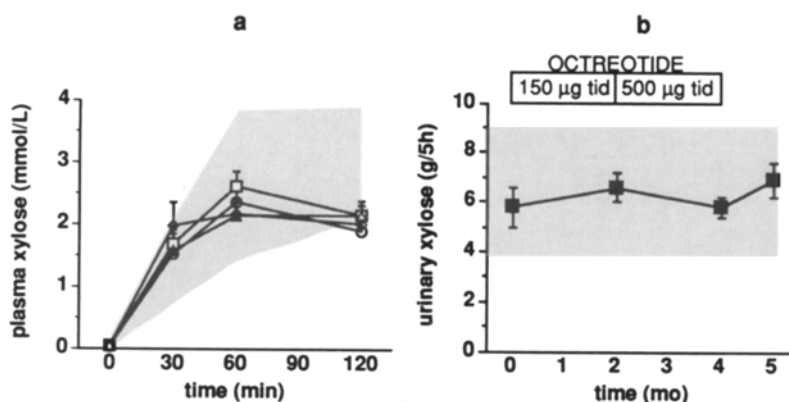 a
plasma xylose (mmol/L)
4
3
2
1
0
0 30 60 90 120
time (min)
b
OCTREOTIDE
150 µg tid 500 µg tid
urinary xylose (g/5h)
10
8
6
4
2
0
0 1 2 3 4 5
time (mo)